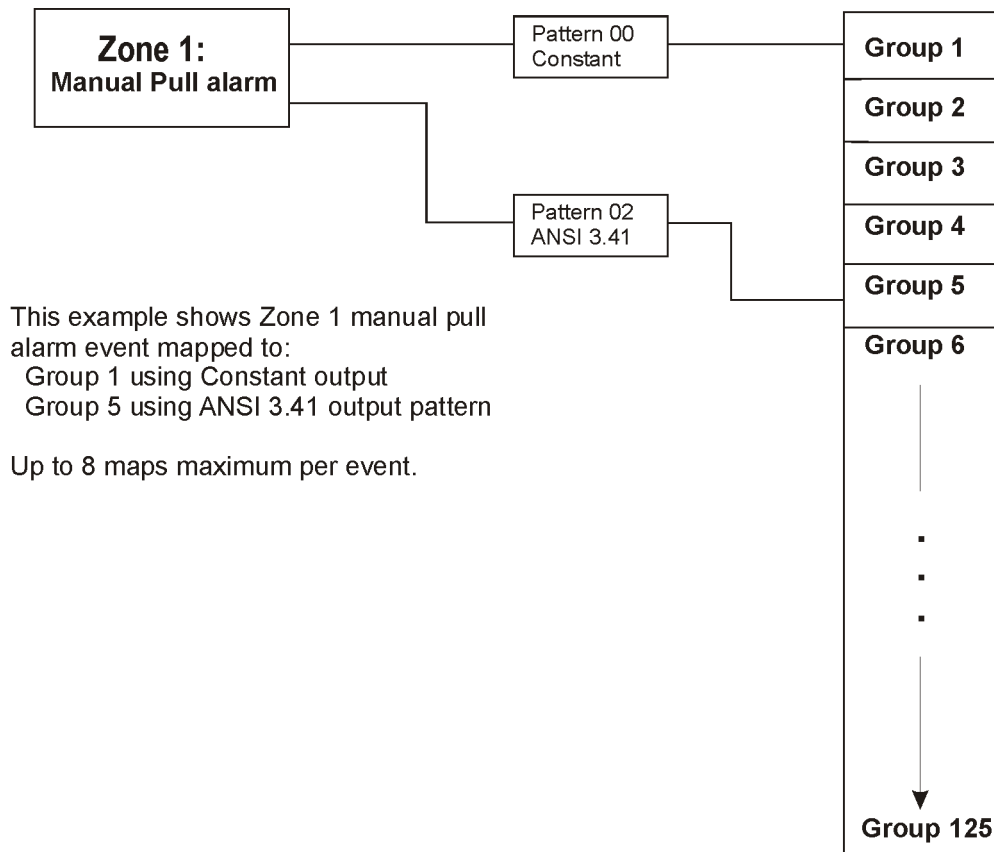 Zone 1:
Manual Pull alarm
Pattern 00
Constant
Pattern 02
ANSI 3.41
Group 1
Group 2
Group 3
Group 4
Group 5
Group 6
Group 125
This example shows Zone 1 manual pull
alarm event mapped to:
Group 1 using Constant output
Group 5 using ANSI 3.41 output pattern
Up to 8 maps maximum per event.